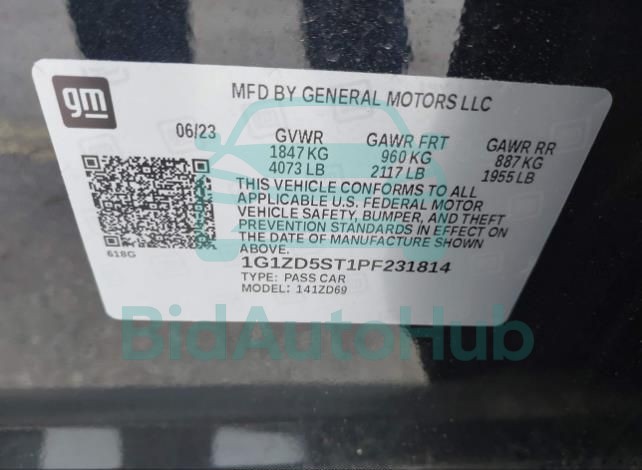 gm
MFD BY GENERAL MOTORS LLC
06/23
GVWR GAWR FRT GAWR RR
1847 KG 960 KG 887 KG
4073 LB 2117 LB 1955 LB
THIS VEHICLE CONFORMS TO ALL
APPLICABLE U.S. FEDERAL MOTOR
VEHICLE SAFETY, BUMPER, AND THEFT
PREVENTION STANDARDS IN EFFECT ON
THE DATE OF MANUFACTURE SHOWN
ABOVE.
618G
1G1ZD5ST1PF231814
TYPE: PASS CAR
MODEL: 141ZD69
BidAutoHub